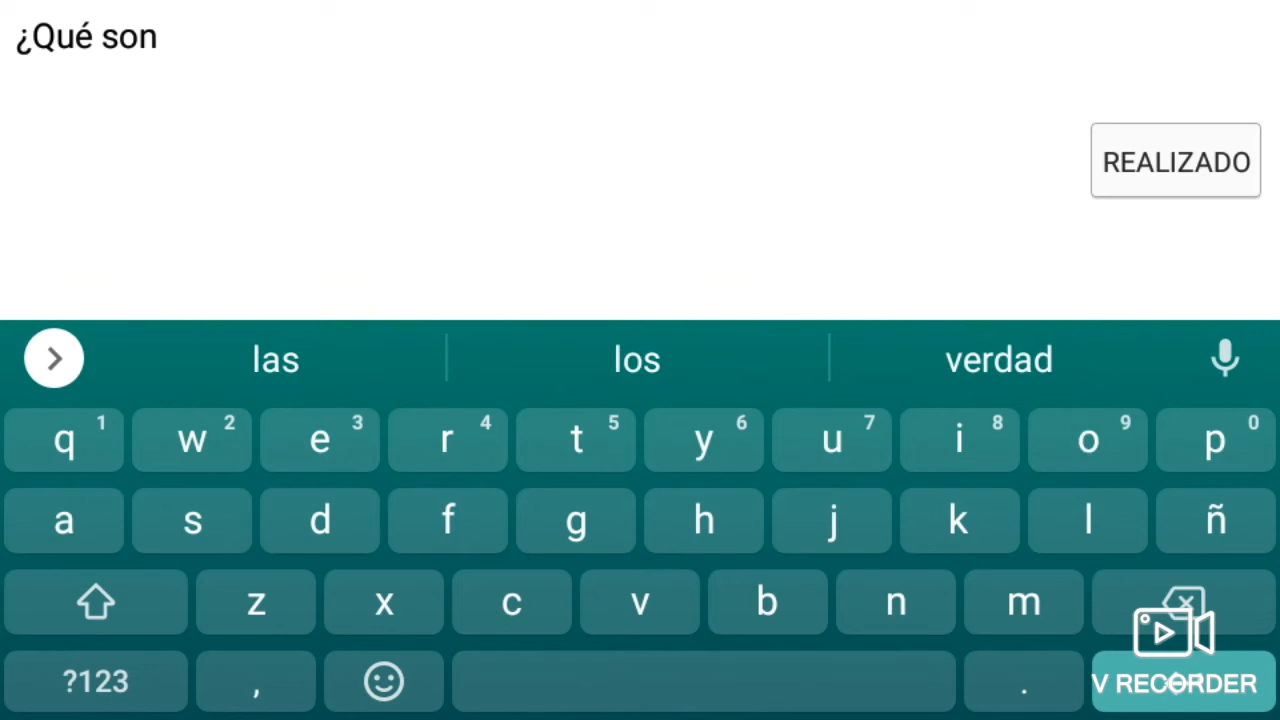 ¿Qué son
REALIZADO
las los verdad
q 1 w 2 e 3 r 4 t 5 y 6 u 7 i 8 o 9 p 0
a s d f g h j k l ñ
z x c v b n m
?123 , .
V RECORDER